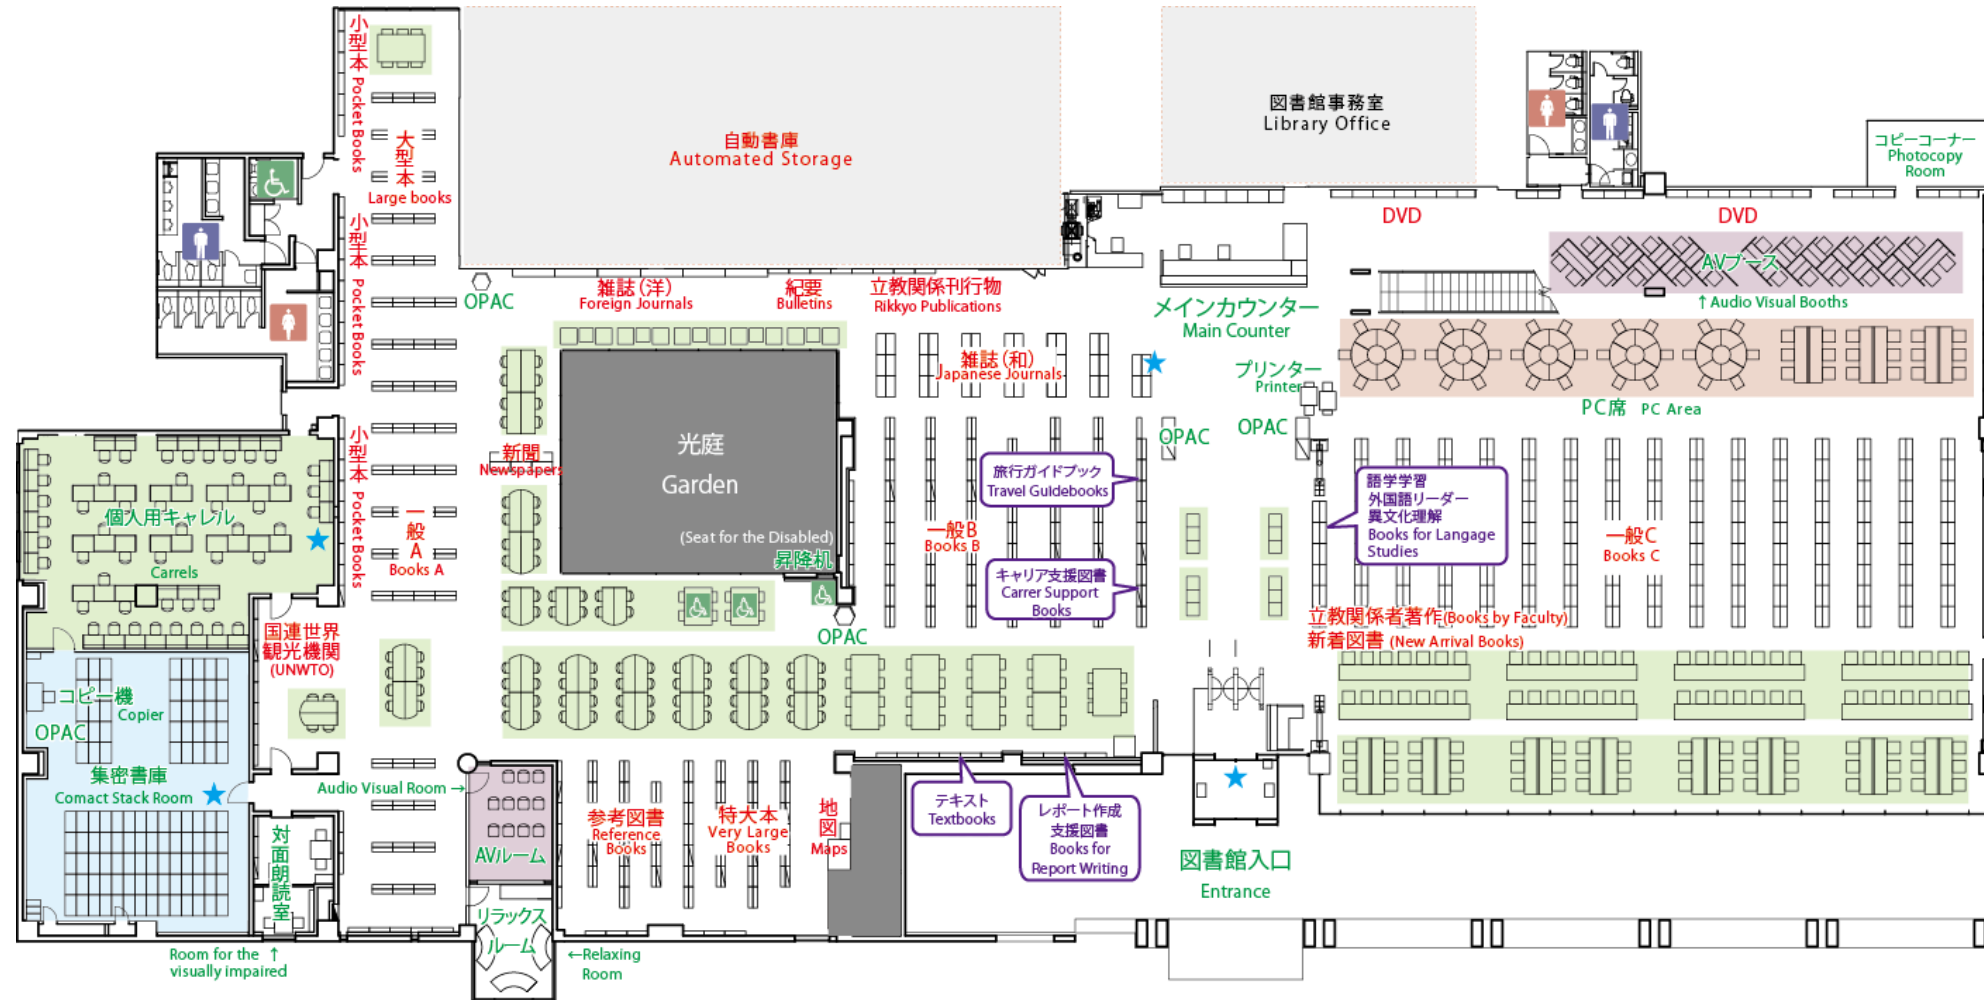 小型本 Pocket Books
大型本
Large books
小型本 Pocket Books
小型本 Pocket Books
一般A
Books A
自動書庫
Automated Storage
図書館事務室
Library Office
コピーコーナー
Photocopy
Room
DVD
DVD
AVブース
↑Audio Visual Booths
OPAC
雑誌(洋)
Foreign Journals
紀要
Bulletins
立教関係刊行物
Rikkyo Publications
メインカウンター
Main Counter
雑誌(和)
Japanese Journals
プリンター
Printer
PC席 PC Area
OPAC
OPAC
新聞
Newspapers
光庭
Garden
(Seat for the Disabled)
昇降机
OPAC
旅行ガイドブック
Travel Guidebooks
一般B
Books B
キャリア支援図書
Carrer Support
Books
語学学習
外国語リーダー
異文化理解
Books for Langage
Studies
一般C
Books C
立教関係者著作(Books by Faculty)
新着図書 (New Arrival Books)
個人用キャレル
Carrels
国連世界
観光機関
(UNWTO)
コピー機
Copier
OPAC
集密書庫
Comact Stack Room
対面朗読室
Room for the ↑
visually impaired
Audio Visual Room→
AVルーム
リラックス
ルーム
←Relaxing
Room
参考図書
Reference
Books
特大本
Very Large
Books
地図
Maps
テキスト
Textbooks
レポート作成
支援図書
Books for
Report Writing
図書館入口
Entrance